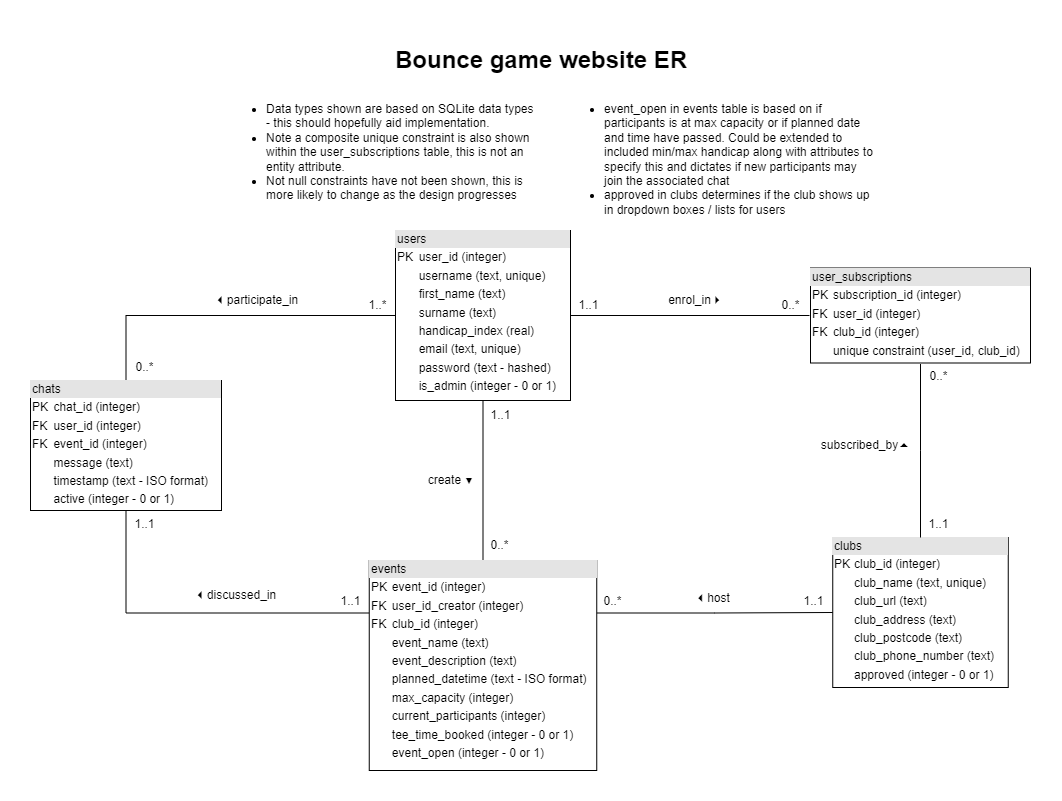 Bounce game website ER
• Data types shown are based on SQLite data types
- this should hopefully aid implementation.
• Note a composite unique constraint is also shown
within the user_subscriptions table, this is not an
entity attribute.
• Not null constraints have not been shown, this is
more likely to change as the design progresses
• event_open in events table is based on if
participants is at max capacity or if planned date
and time have passed. Could be extended to
included min/max handicap along with attributes to
specify this and dictates if new participants may
join the associated chat
• approved in clubs determines if the club shows up
in dropdown boxes / lists for users
users
PK user_id (integer)
username (text, unique)
first_name (text)
surname (text)
handicap_index (real)
email (text, unique)
password (text - hashed)
is_admin (integer - 0 or 1)
user_subscriptions
PK subscription_id (integer)
FK user_id (integer)
FK club_id (integer)
unique constraint (user_id, club_id)
participate_in
1..*
0..*
1..1
enrol_in
0..*
chats
PK chat_id (integer)
FK user_id (integer)
FK event_id (integer)
message (text)
timestamp (text - ISO format)
active (integer - 0 or 1)
1..1
create
0..*
0..*
subscribed_by
1..1
1..1
discussed_in
1..1
events
PK event_id (integer)
FK user_id_creator (integer)
FK club_id (integer)
event_name (text)
event_description (text)
planned_datetime (text - ISO format)
max_capacity (integer)
current_participants (integer)
tee_time_booked (integer - 0 or 1)
event_open (integer - 0 or 1)
0..*
host
1..1
clubs
PK club_id (integer)
club_name (text, unique)
club_url (text)
club_address (text)
club_postcode (text)
club_phone_number (text)
approved (integer - 0 or 1)